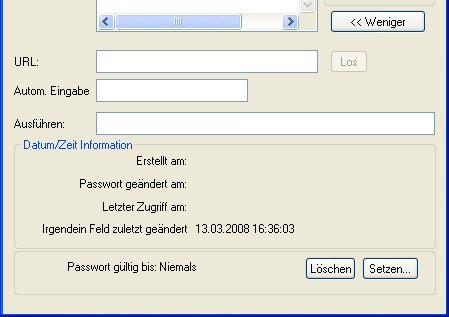 << Weniger
URL:
Los
Autom. Eingabe
Ausführen:
Datum/Zeit Information
Erstellt am:
Passwort geändert am:
Letzter Zugriff am:
Irgendein Feld zuletzt geändert 13.03.2008 16:36:03
Passwort gültig bis: Niemals
Löschen
Setzen...